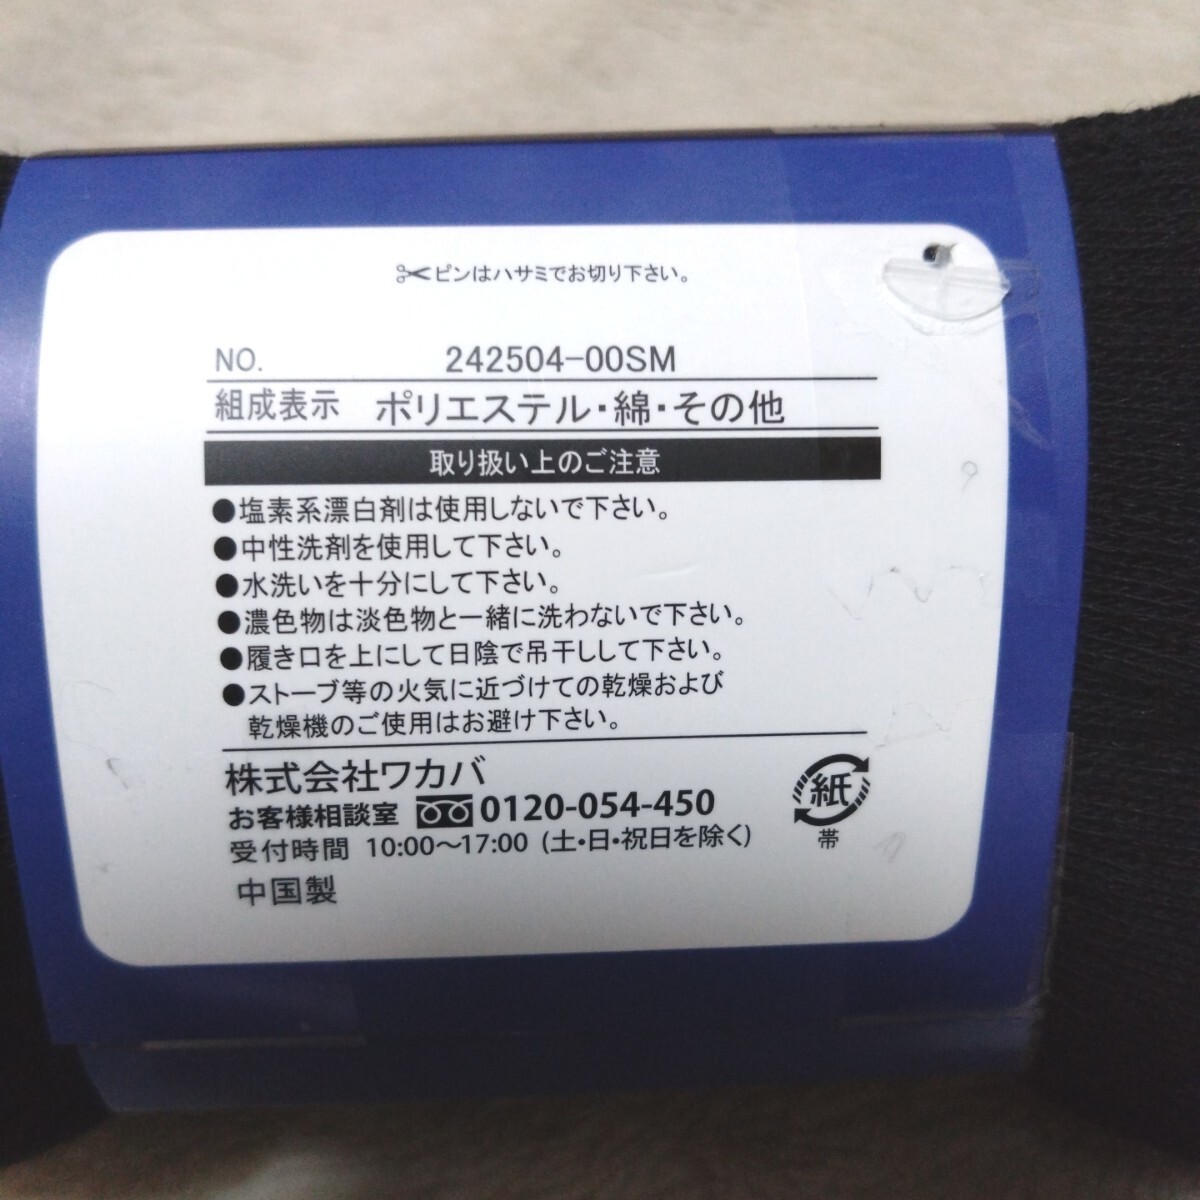 ピンはハサミでお切り下さい。
NO. 242504-00SM
組成表示 ポリエステル・綿・その他
取り扱い上のご注意
●塩素系漂白剤は使用しないで下さい。
●中性洗剤を使用して下さい。
●水洗いを十分にして下さい。
●濃色物は淡色物と一緒に洗わないで下さい。
●履き口を上にして日陰で吊干しして下さい。
●ストーブ等の火気に近づけての乾燥および
乾燥機のご使用はお避け下さい。
株式会社ワカバ
お客様相談室 0120-054-450
受付時間 10:00〜17:00 (土・日・祝日を除く)
中国製
紙
帯